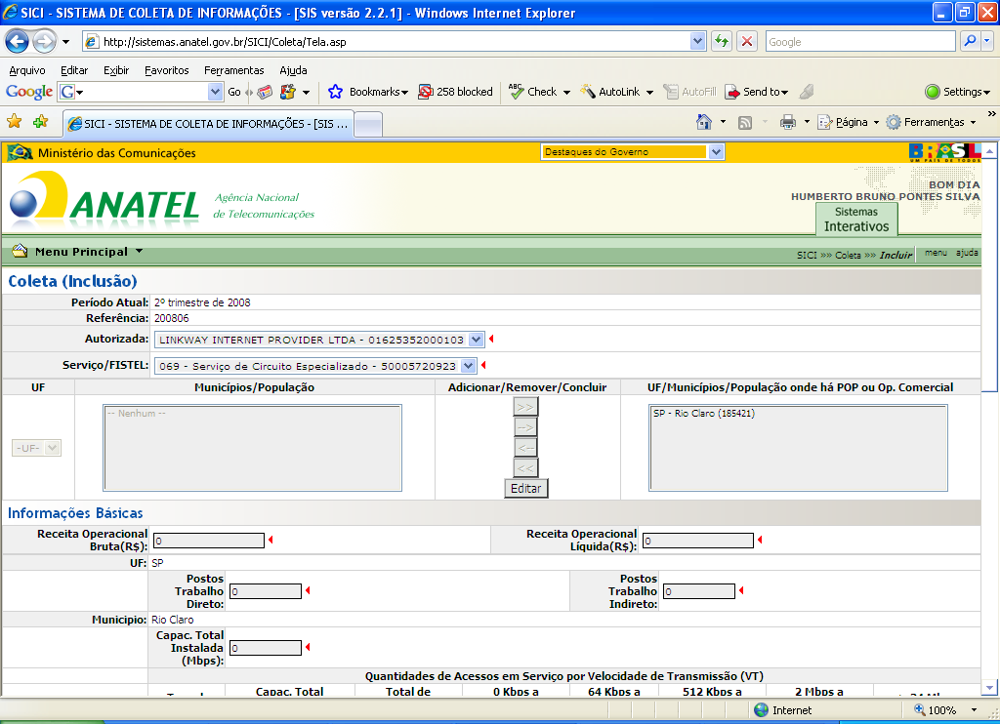 SICI - SISTEMA DE COLETA DE INFORMAÇÕES - [SIS versão 2.2.1] - Windows Internet Explorer
http://sistemas.anatel.gov.br/SICI/Coleta/Tela.asp
Google
Arquivo Editar Exibir Favoritos Ferramentas Ajuda
Google G Go Bookmarks 258 blocked ABC Check AutoLink AutoFill Send to Settings
SICI - SISTEMA DE COLETA DE INFORMAÇÕES - [SIS ... Página Ferramentas »
Ministério das Comunicações Destaques do Governo BRASIL
UM PAÍS DE TODOS
ANATEL
Agência Nacional
de Telecomunicações
BOM DIA
HUMBERTO BRUNO PONTES SILVA
Sistemas
Interativos
Menu Principal SICI »» Coleta »» Incluir menu ajuda
Coleta (Inclusão)
Período Atual: 2º trimestre de 2008
Referência: 200806
Autorizada: LINKWAY INTERNET PROVIDER LTDA - 01625352000103
Serviço/FISTEL: 069 - Serviço de Circuito Especializado - 50005720923
UF Municípios/População Adicionar/Remover/Concluir UF/Municípios/População onde há POP ou Op. Comercial
-UF-
-- Nenhum --
>>
-->
<--
<<
Editar
SP - Rio Claro (185421)
Informações Básicas
Receita Operacional
Bruta(R$): 0
Receita Operacional
Líquida(R$): 0
UF: SP
Postos
Trabalho
Direto: 0
Postos
Trabalho
Indireto: 0
Municipio: Rio Claro
Capac. Total
Instalada
(Mbps): 0
Quantidades de Acessos em Serviço por Velocidade de Transmissão (VT)
Capac. Total Total de 0 Kbps a 64 Kbps a 512 Kbps a 2 Mbps a
Internet 100%